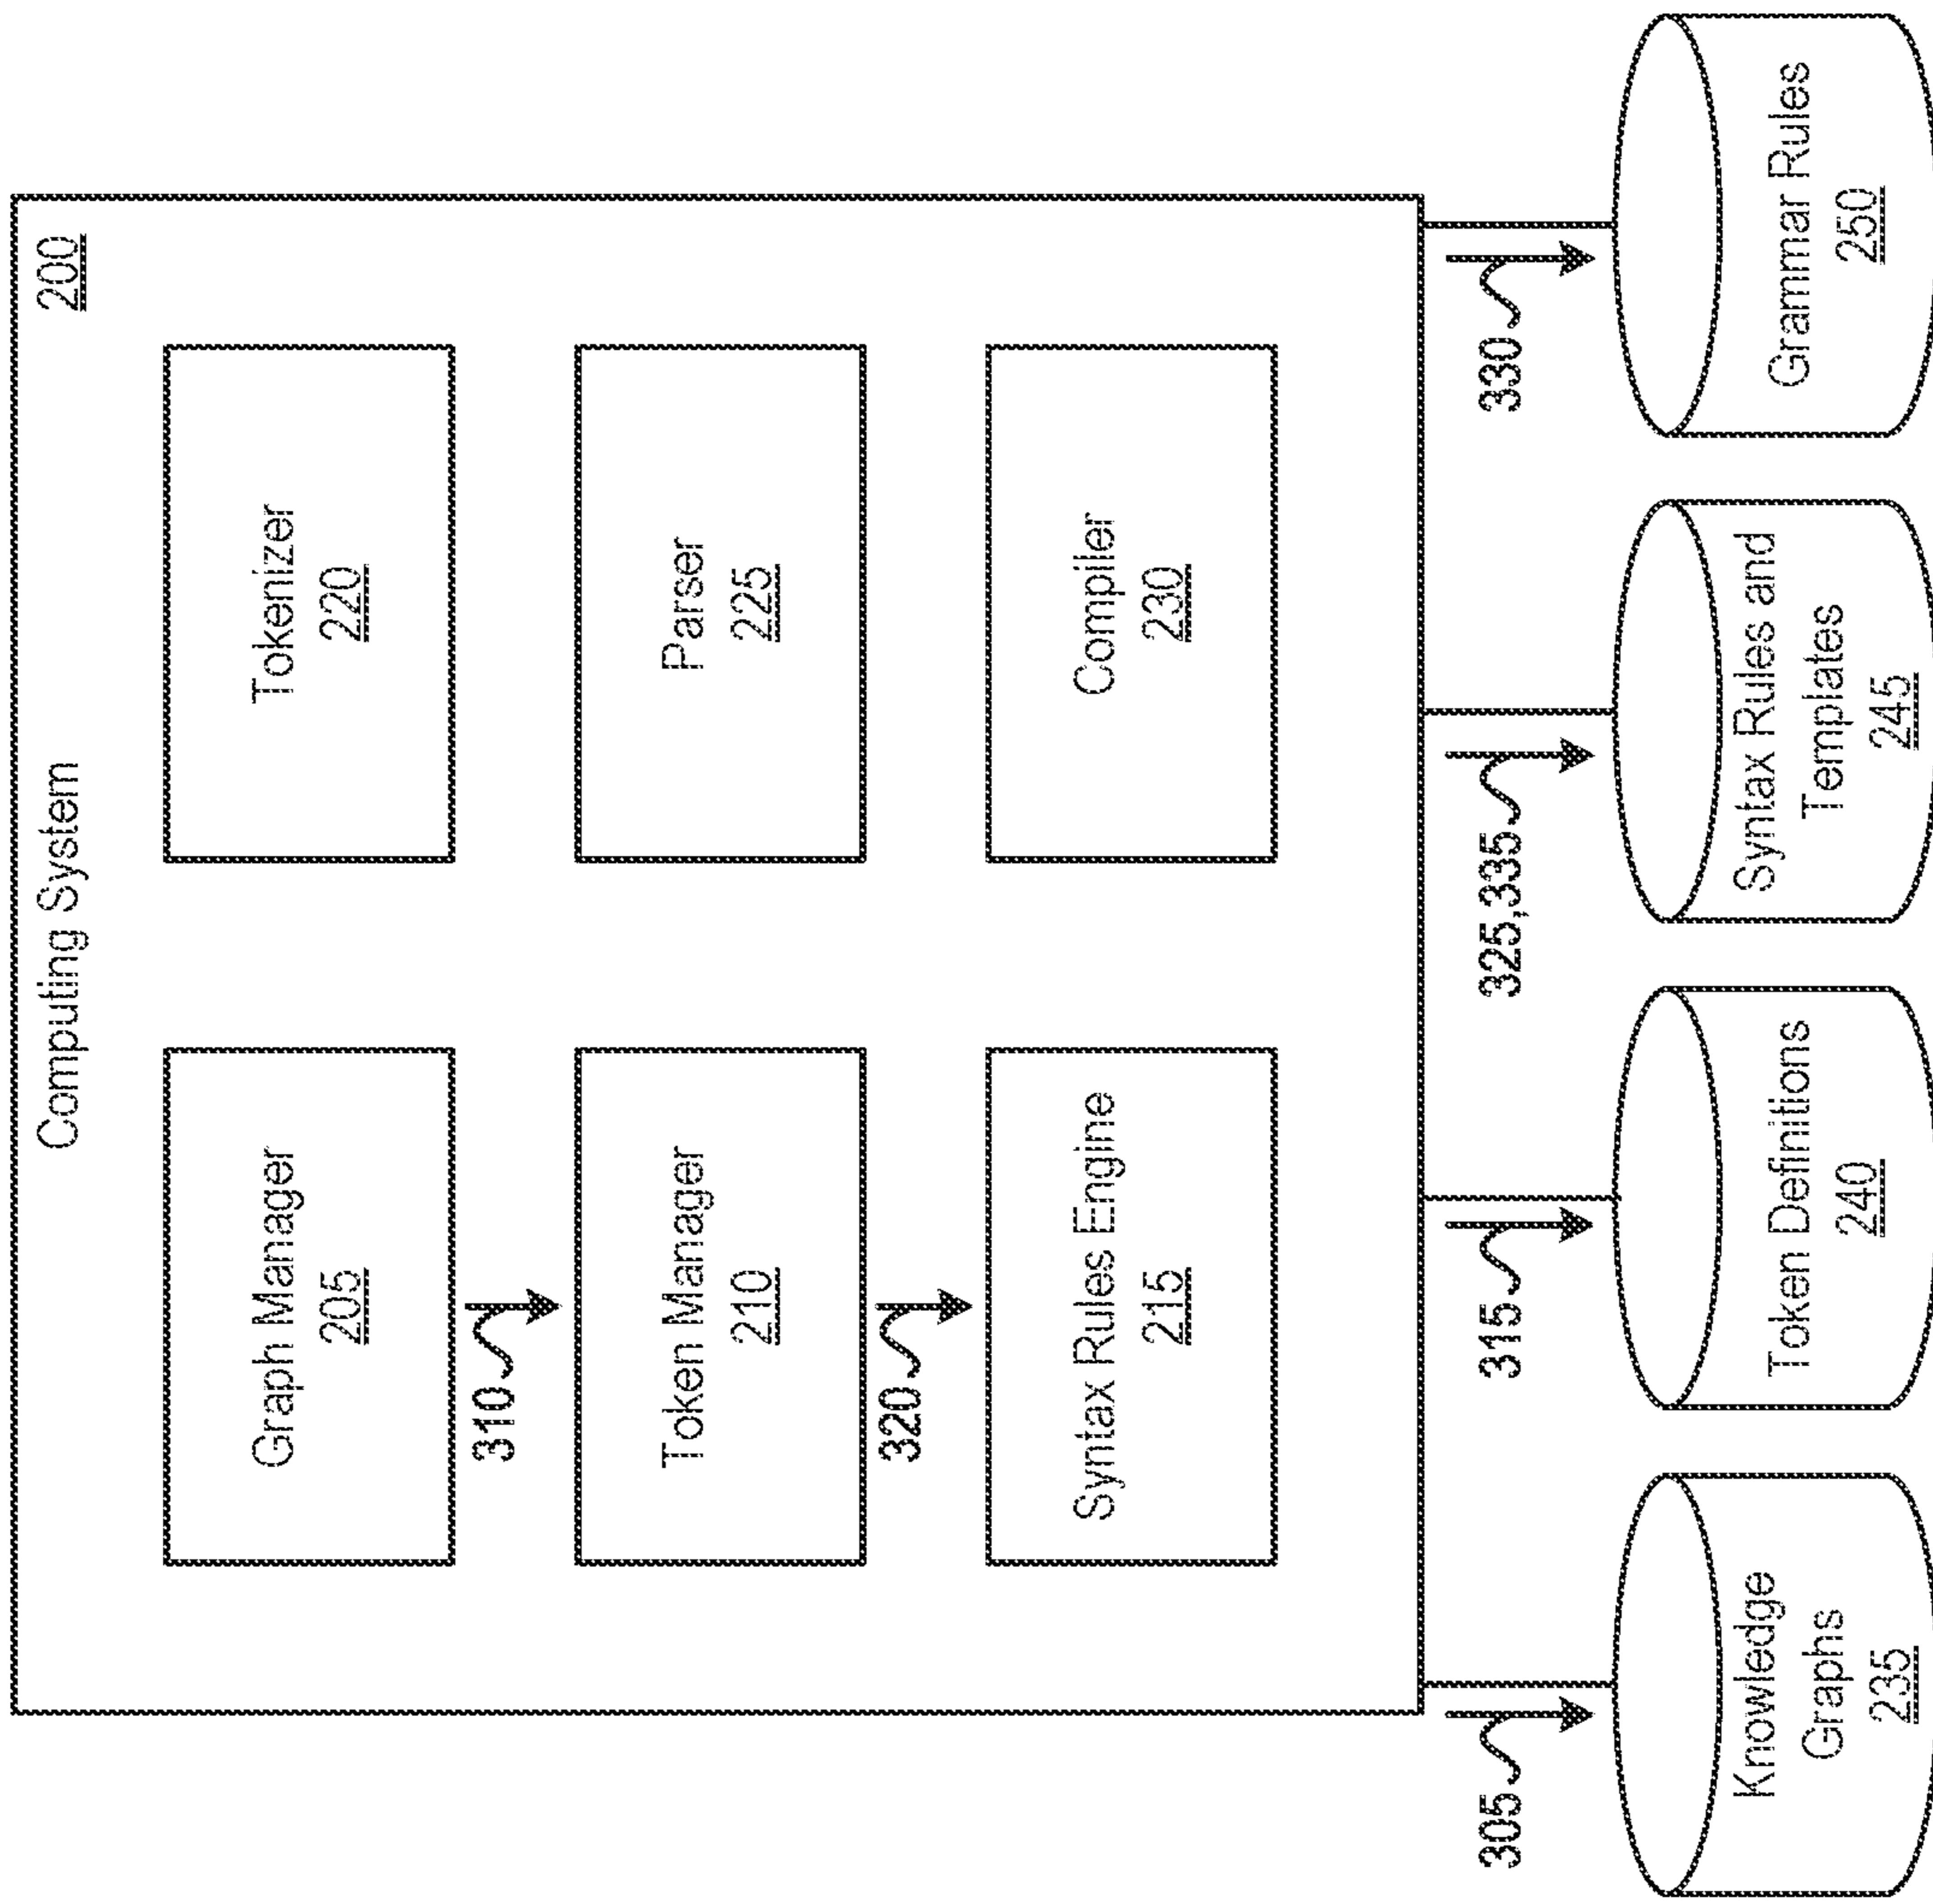 Computing System
200
Graph Manager
205
Tokenizer
220
310
Token Manager
210
Parser
225
320
Syntax Rules Engine
215
Compiler
230
305
315
325,335
330
Knowledge
Graphs
235
Token Definitions
240
Syntax Rules and
Templates
245
Grammar Rules
250